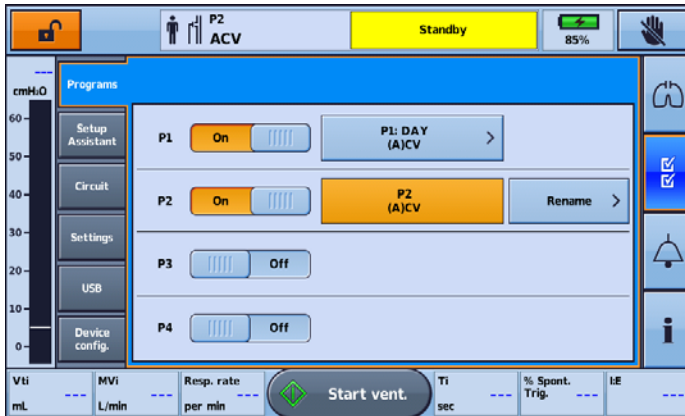 P2
ACV
Standby
85%
---
cmH₂O
60
50
40
30
20
10
0
Programs
Setup
Assistant
Circuit
Settings
USB
Device
config.
P1
On
P1: DAY
(A)CV
P2
On
P2
(A)CV
Rename
P3
Off
P4
Off
Vti
---
mL
MVi
---
L/min
Resp. rate
---
per min
Start vent.
Ti
---
sec
% Spont.
Trig. ---
I:E
---